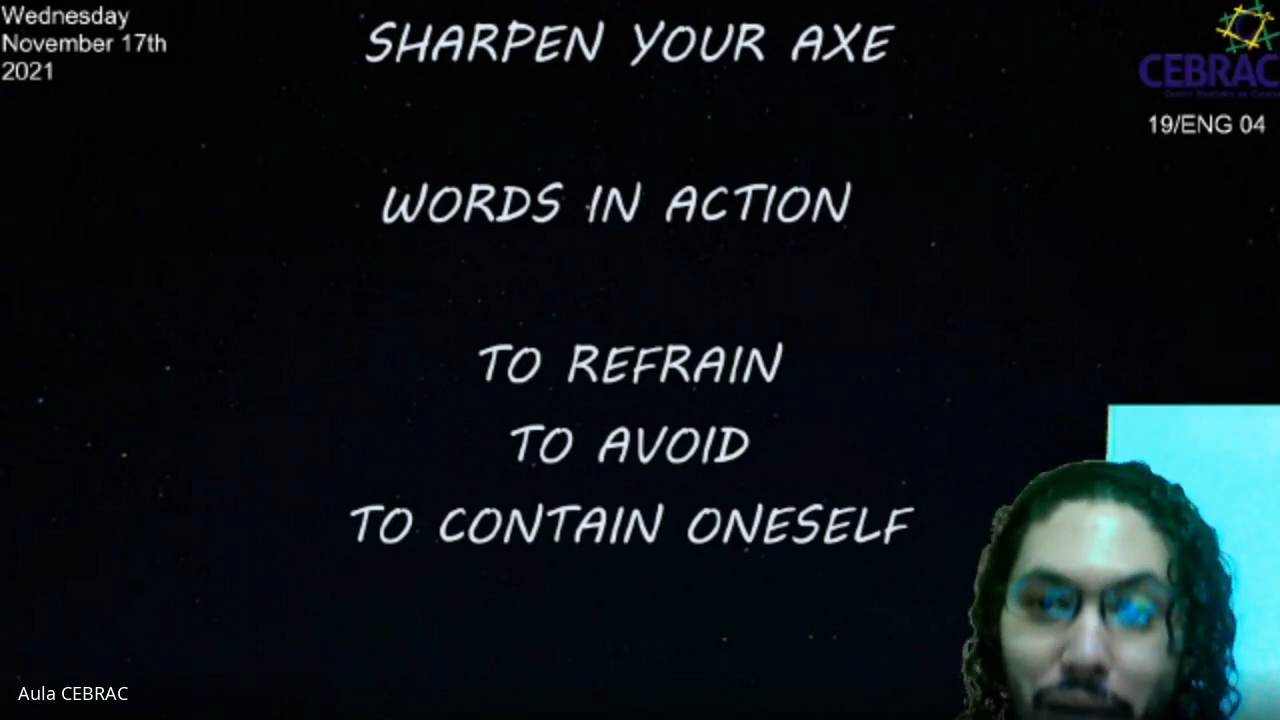 Wednesday
November 17th
2021
SHARPEN YOUR AXE
CEBRAC
19/ENG 04
WORDS IN ACTION
TO REFRAIN
TO AVOID
TO CONTAIN ONESELF
Aula CEBRAC